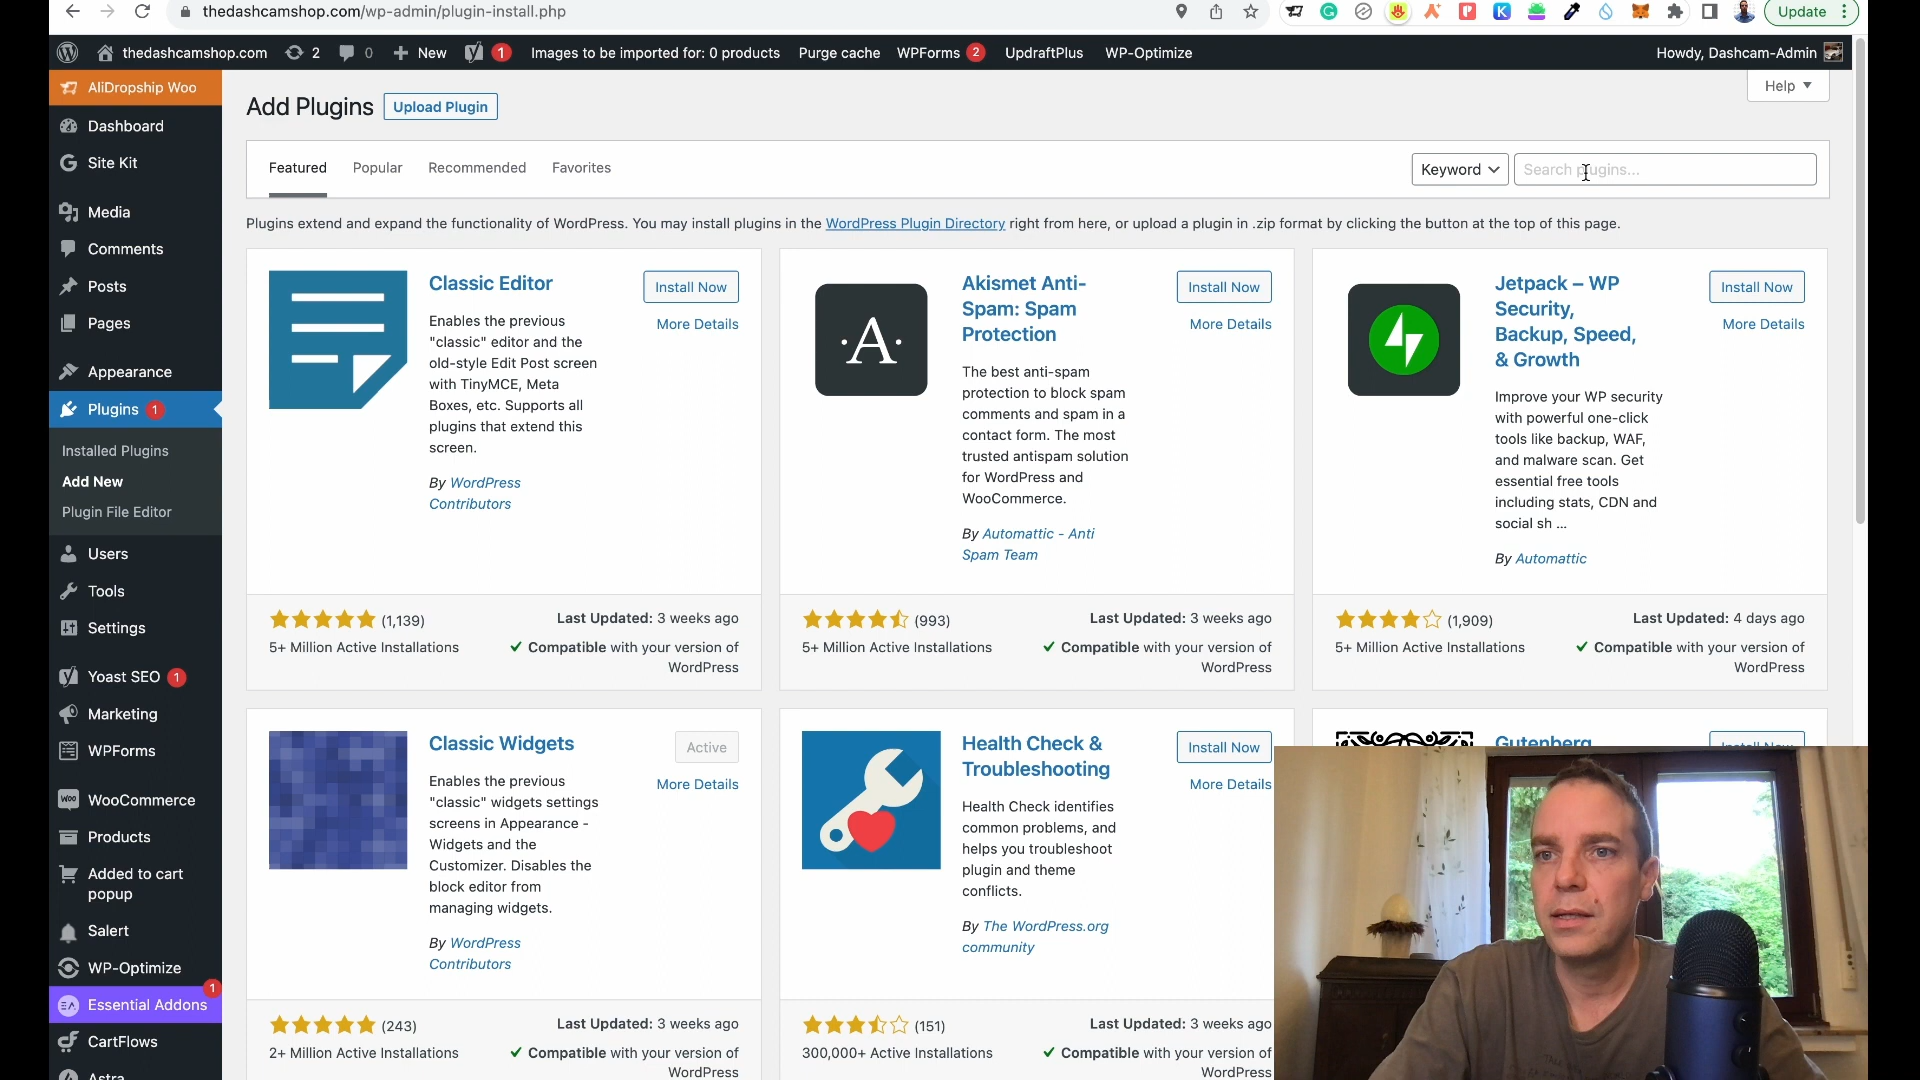 thedashcamshop.com/wp-admin/plugin-install.php
Update
thedashcamshop.com
2
0
New
1
Images to be imported for: 0 products
Purge cache
WPForms 2
UpdraftPlus
WP-Optimize
Howdy, Dashcam-Admin
AliDropship Woo
Dashboard
Site Kit
Media
Comments
Posts
Pages
Appearance
Plugins 1
Installed Plugins
Add New
Plugin File Editor
Users
Tools
Settings
Yoast SEO 1
Marketing
WPForms
WooCommerce
Products
Added to cart
popup
Salert
WP-Optimize
Essential Addons
1
CartFlows
Astra
Add Plugins
Upload Plugin
Help
Featured
Popular
Recommended
Favorites
Keyword
Search plugins...
Plugins extend and expand the functionality of WordPress. You may install plugins in the WordPress Plugin Directory right from here, or upload a plugin in .zip format by clicking the button at the top of this page.
Classic Editor
Install Now
More Details
Enables the previous
"classic" editor and the
old-style Edit Post screen
with TinyMCE, Meta
Boxes, etc. Supports all
plugins that extend this
screen.
By WordPress
Contributors
(1,139)
Last Updated: 3 weeks ago
5+ Million Active Installations
Compatible with your version of
WordPress
·A·
Akismet Anti-
Spam: Spam
Protection
Install Now
More Details
The best anti-spam
protection to block spam
comments and spam in a
contact form. The most
trusted antispam solution
for WordPress and
WooCommerce.
By Automattic - Anti
Spam Team
(993)
Last Updated: 3 weeks ago
5+ Million Active Installations
Compatible with your version of
WordPress
Jetpack – WP
Security,
Backup, Speed,
& Growth
Install Now
More Details
Improve your WP security
with powerful one-click
tools like backup, WAF,
and malware scan. Get
essential free tools
including stats, CDN and
social sh ...
By Automattic
(1,909)
Last Updated: 4 days ago
5+ Million Active Installations
Compatible with your version of
WordPress
Classic Widgets
Active
More Details
Enables the previous
"classic" widgets settings
screens in Appearance -
Widgets and the
Customizer. Disables the
block editor from
managing widgets.
By WordPress
Contributors
(243)
Last Updated: 3 weeks ago
2+ Million Active Installations
Compatible with your version of
WordPress
Health Check &
Troubleshooting
Install Now
More Details
Health Check identifies
common problems, and
helps you troubleshoot
plugin and theme
conflicts.
By The WordPress.org
community
(151)
Last Updated: 3 weeks ago
300,000+ Active Installations
Compatible with your version of
WordPress
Gutenberg
Install Now